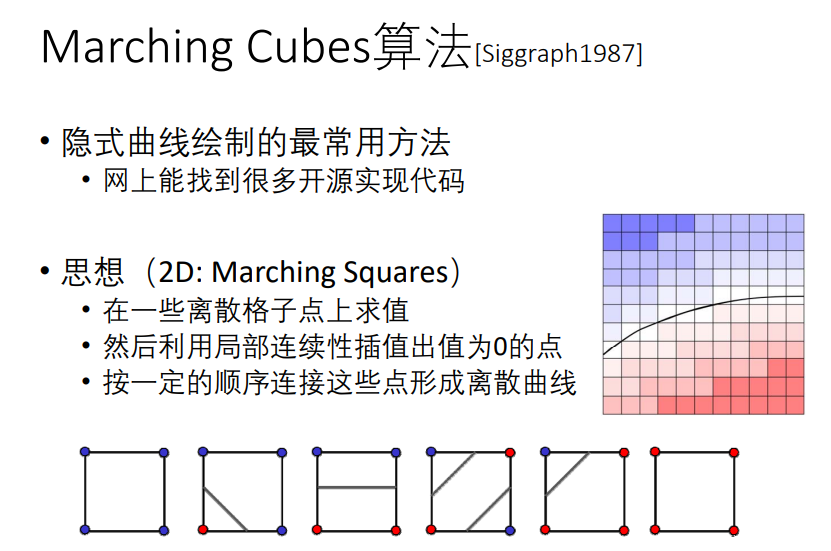 Marching Cubes算法[Siggraph1987]
• 隐式曲线绘制的最常用方法
• 网上能找到很多开源实现代码
• 思想（2D: Marching Squares）
• 在一些离散格子点上求值
• 然后利用局部连续性插值出值为0的点
• 按一定的顺序连接这些点形成离散曲线